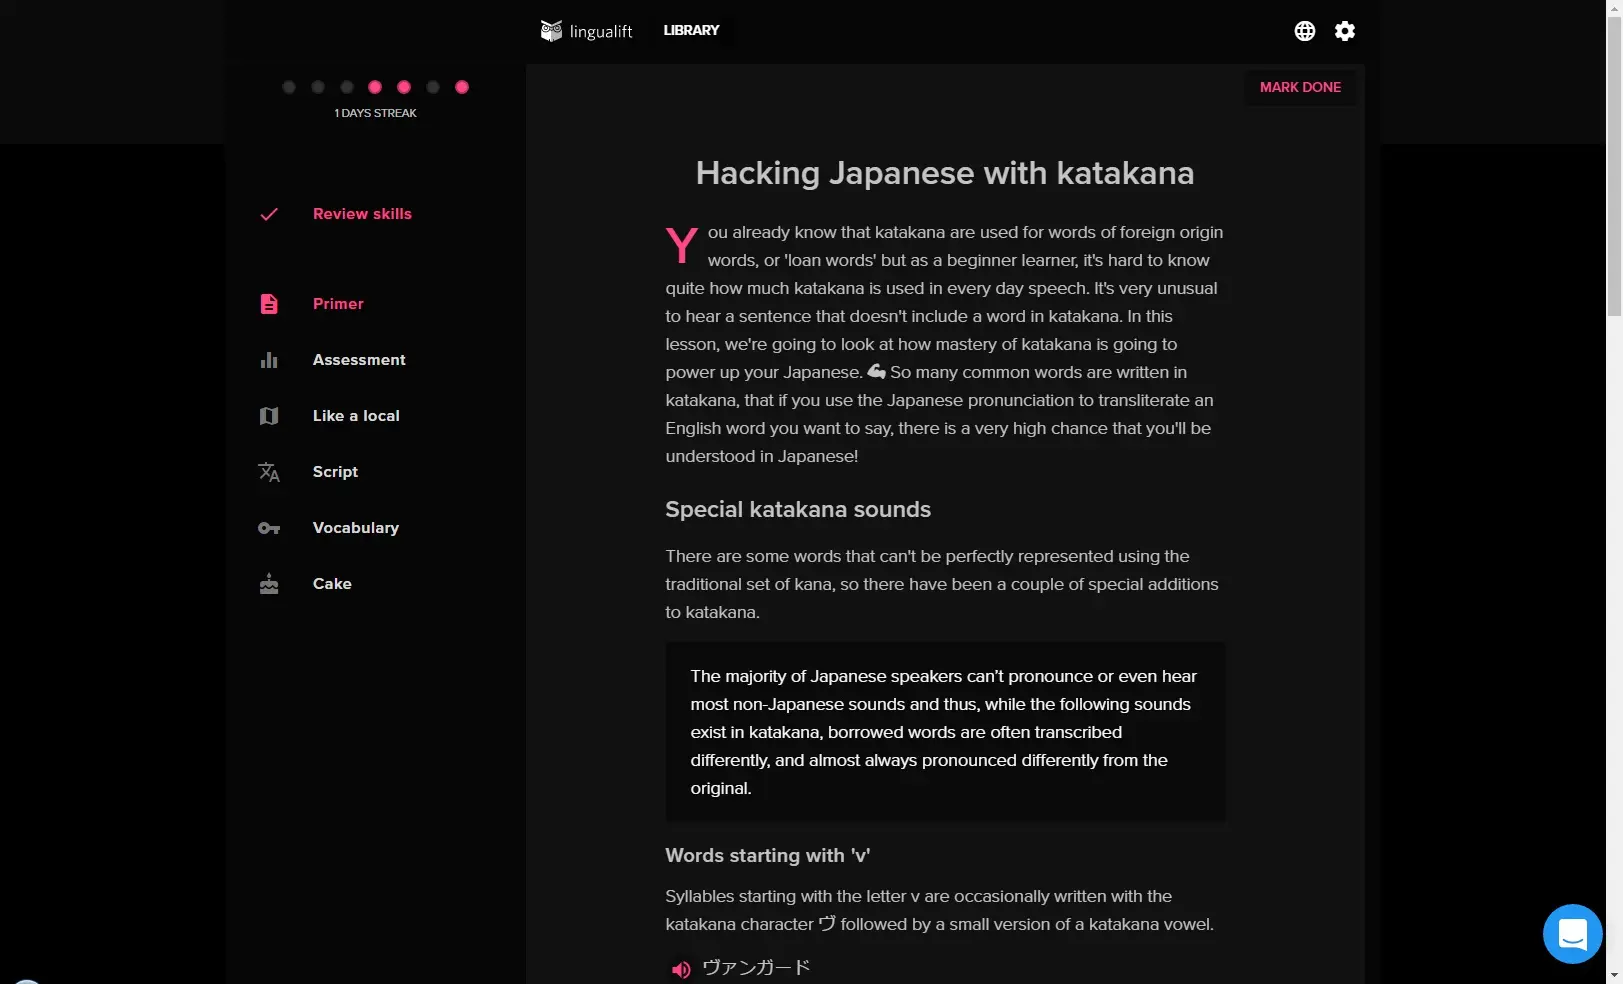 lingualift
LIBRARY
1 DAYS STREAK
MARK DONE
Review skills
Primer
Assessment
Like a local
Script
Vocabulary
Cake
Hacking Japanese with katakana
You already know that katakana are used for words of foreign origin
words, or 'loan words' but as a beginner learner, it's hard to know
quite how much katakana is used in every day speech. It's very unusual
to hear a sentence that doesn't include a word in katakana. In this
lesson, we're going to look at how mastery of katakana is going to
power up your Japanese. 💪 So many common words are written in
katakana, that if you use the Japanese pronunciation to transliterate an
English word you want to say, there is a very high chance that you'll be
understood in Japanese!
Special katakana sounds
There are some words that can't be perfectly represented using the
traditional set of kana, so there have been a couple of special additions
to katakana.
The majority of Japanese speakers can’t pronounce or even hear
most non-Japanese sounds and thus, while the following sounds
exist in katakana, borrowed words are often transcribed
differently, and almost always pronounced differently from the
original.
Words starting with 'v'
Syllables starting with the letter v are occasionally written with the
katakana character ヴ followed by a small version of a katakana vowel.
ヴァンガード